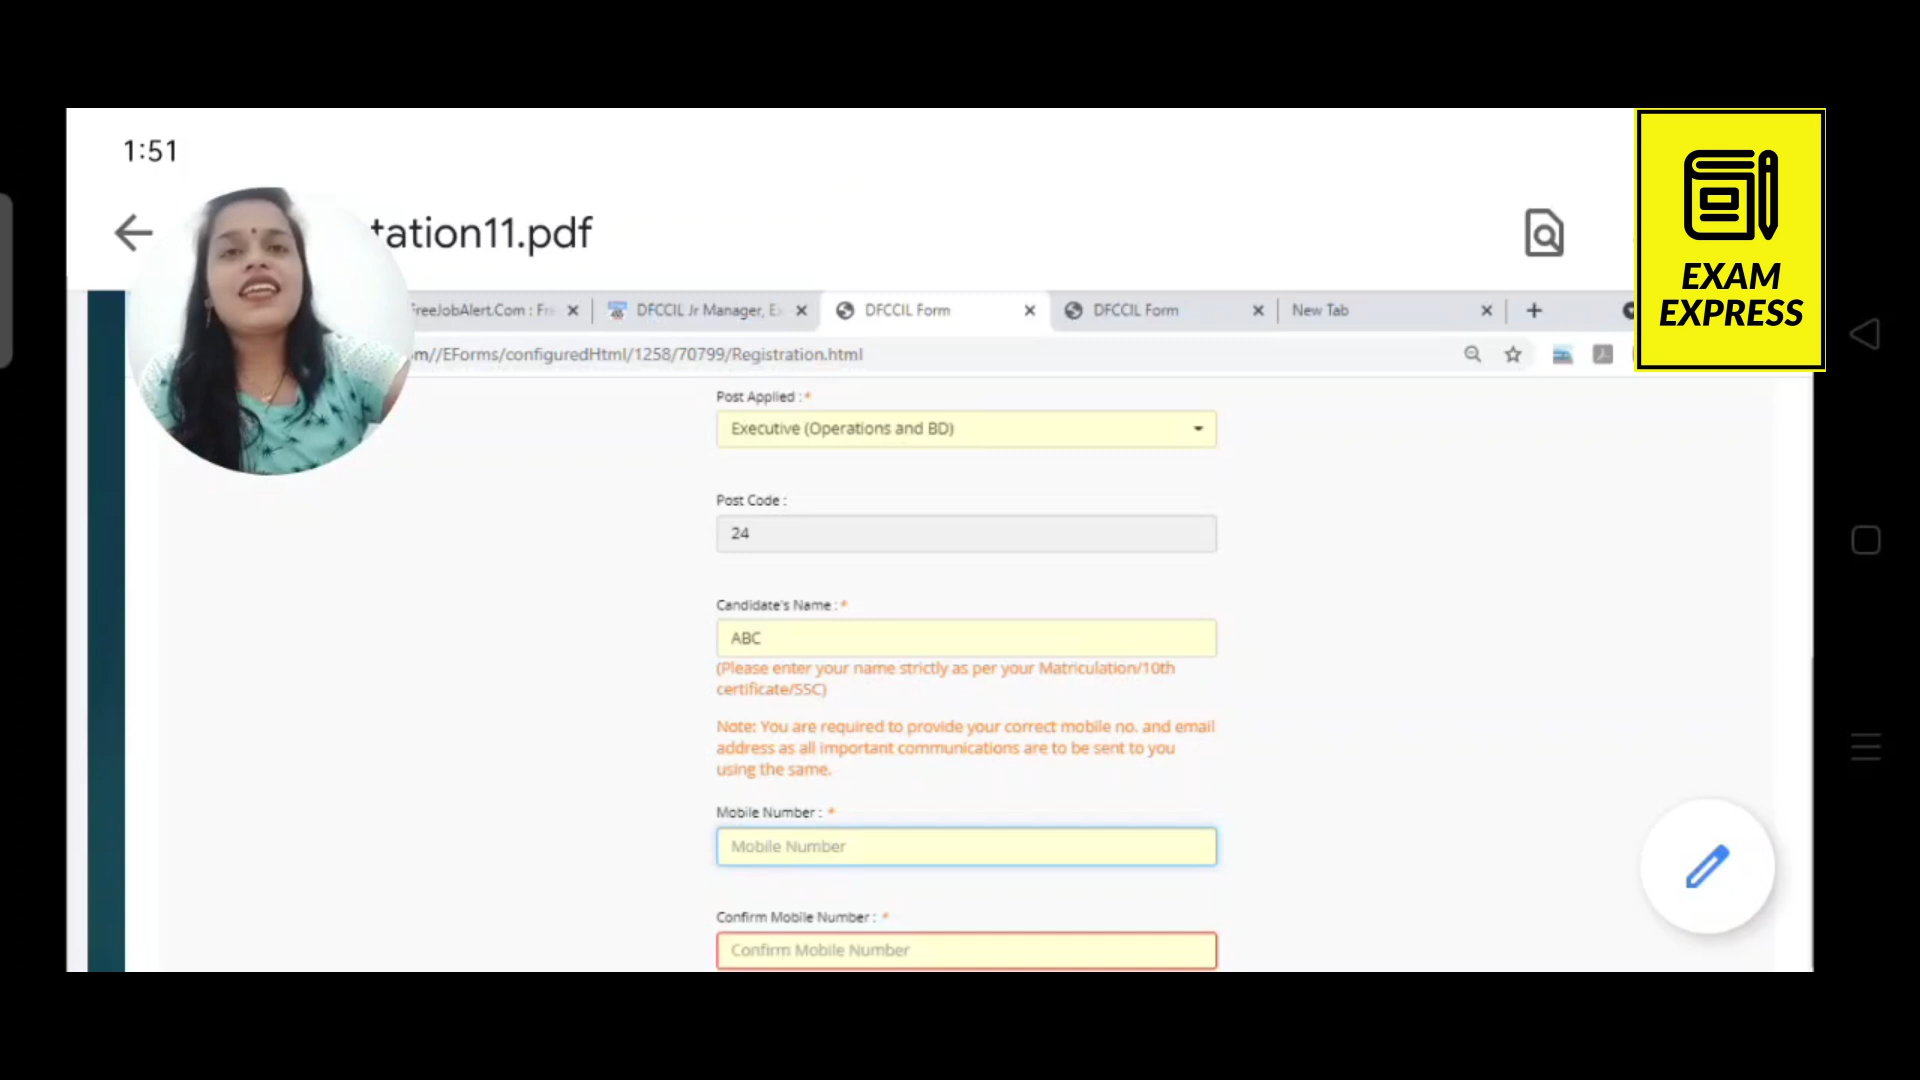 1:51
tation11.pdf
EXAM
EXPRESS
FreeJobAlert.Com : Fre
DFCCIL Jr Manager, E
DFCCIL Form
DFCCIL Form
New Tab
m//EForms/configuredHtml/1258/70799/Registration.html
Post Applied :*
Executive (Operations and BD)
Post Code :
24
Candidate's Name : *
ABC
(Please enter your name strictly as per your Matriculation/10th
certificate/SSC)
Note: You are required to provide your correct mobile no. and email
address as all important communications are to be sent to you
using the same.
Mobile Number : *
Mobile Number
Confirm Mobile Number : *
Confirm Mobile Number